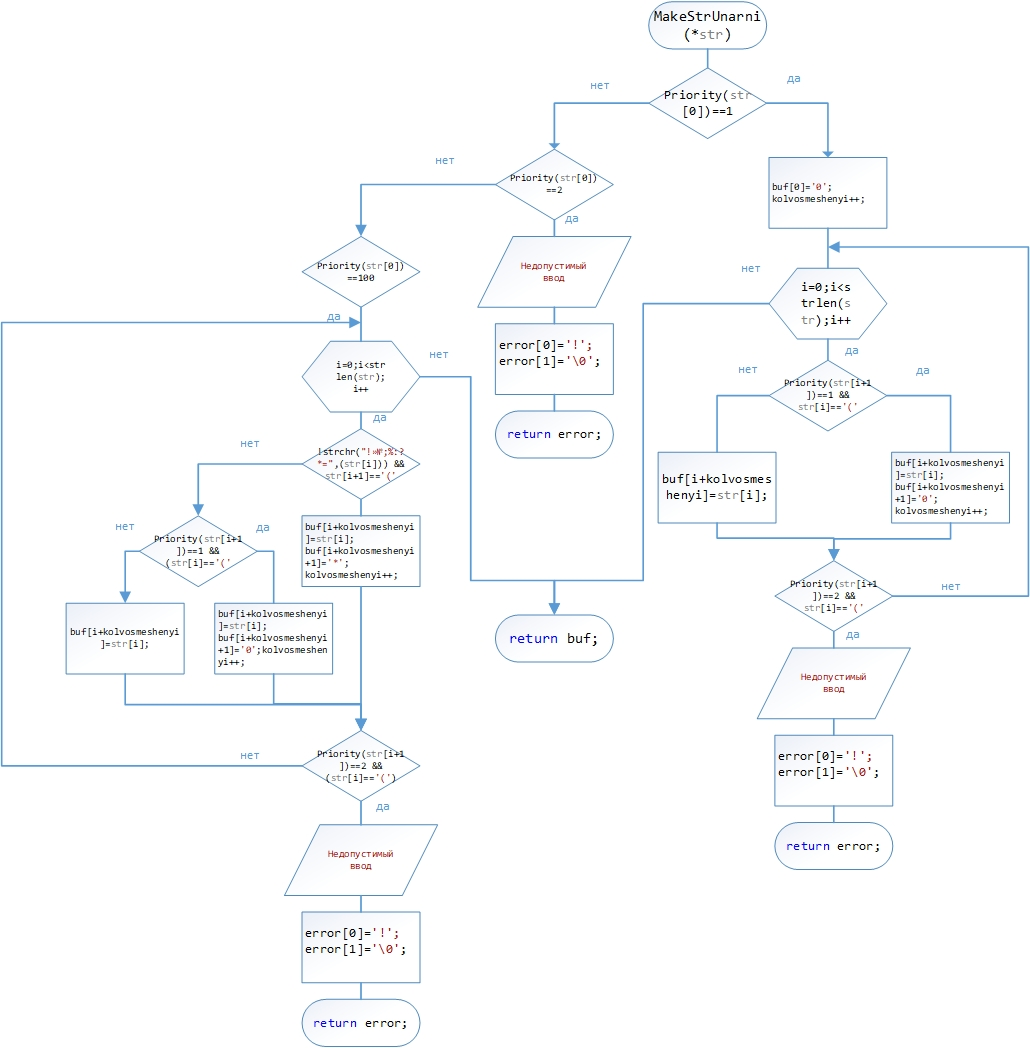 MakeStrUnarni
(*str)
нет
да
Priority(str
[0])==1
нет
Priority(str[0])
==2
да
buf[0]='0';
kolvosmeshenyi++;
Priority(str[0])
==100
Недопустимый
ввод
нет
i=0;i<s
trlen(s
tr);i++
да
error[0]='!';
error[1]='\0';
да
нет
i=0;i<str
len(str);
i++
да
return error;
нет
Priority(str[i+1
])==1 &&
str[i]=='('
да
нет
!strchr("!»№;%:?
*=",(str[i])) &&
str[i+1]=='('
buf[i+kolvosmes
henyi]=str[i];
buf[i+kolvosmeshenyi
]=str[i];
buf[i+kolvosmeshenyi
+1]='0';
kolvosmeshenyi++;
нет
Priority(str[i+1
])==1 &&
(str[i]=='('
да
buf[i+kolvosmeshenyi
]=str[i];
buf[i+kolvosmeshenyi
+1]='*';
kolvosmeshenyi++;
Priority(str[i+1
])==2 &&
str[i]=='('
нет
да
buf[i+kolvosmeshenyi
]=str[i];
buf[i+kolvosmeshenyi
]=str[i];
buf[i+kolvosmeshenyi
+1]='0';kolvosmeshen
yi++;
return buf;
Недопустимый
ввод
нет
Priority(str[i+1
])==2 &&
(str[i]=='(')
да
error[0]='!';
error[1]='\0';
return error;
Недопустимый
ввод
error[0]='!';
error[1]='\0';
return error;